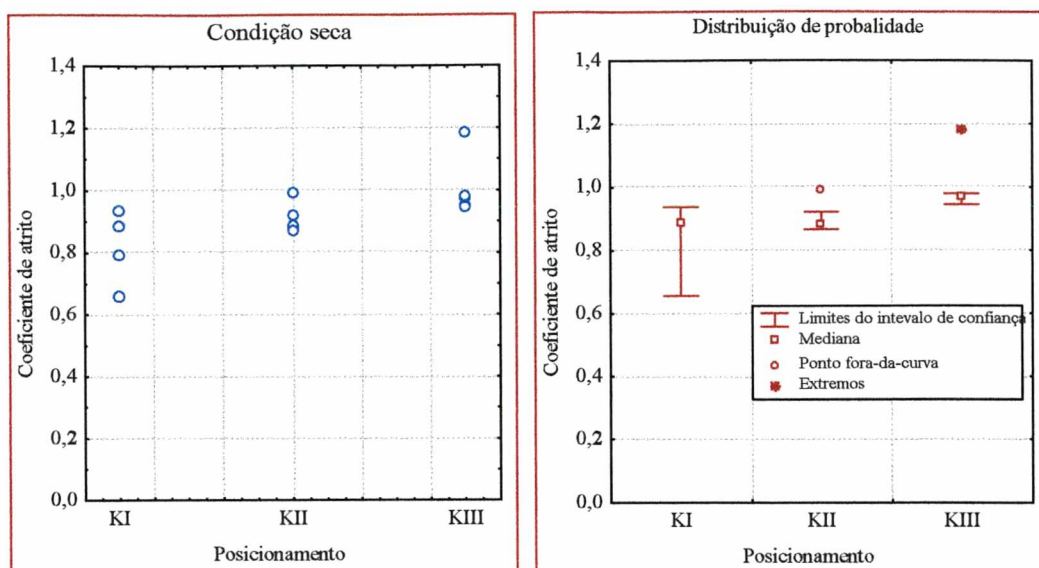 Condição seca
1,4
1,2
1,0
0,8
0,6
0,4
0,2
0,0
Coeficiente de atrito
KI
KII
KIII
Posicionamento
Distribuição de probalidade
1,4
1,2
1,0
0,8
0,6
0,4
0,2
0,0
Coeficiente de atrito
Limites do intevalo de confiança
Mediana
Ponto fora-da-curva
Extremos
KI
KII
KIII
Posicionamento